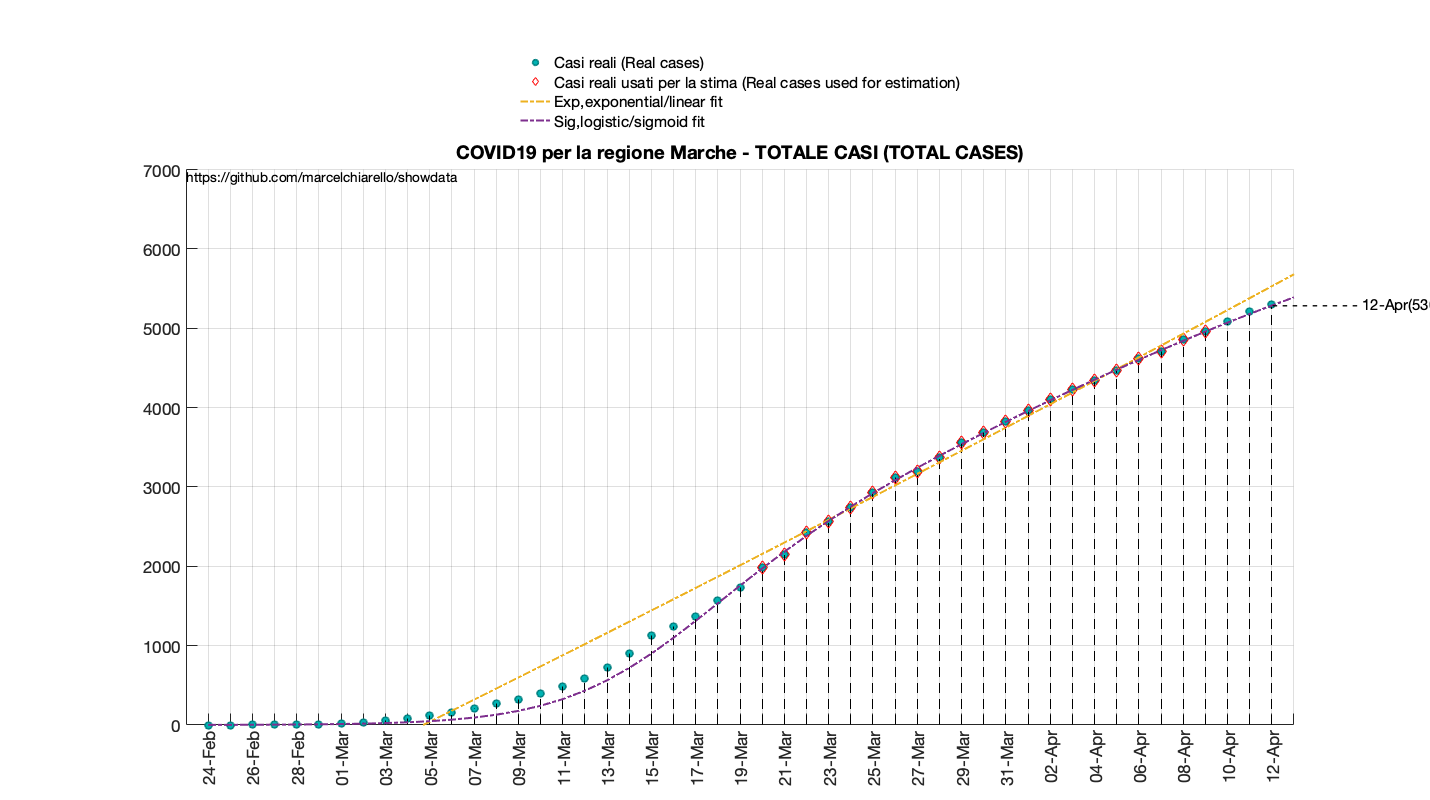 Casi reali (Real cases)
Casi reali usati per la stima (Real cases used for estimation)
Exp,exponential/linear fit
Sig,logistic/sigmoid fit
COVID19 per la regione Marche - TOTALE CASI (TOTAL CASES)
https://github.com/marcelchiarello/showdata
7000
6000
5000
4000
3000
2000
1000
0
12-Apr(530
24-Feb
26-Feb
28-Feb
01-Mar
03-Mar
05-Mar
07-Mar
09-Mar
11-Mar
13-Mar
15-Mar
17-Mar
19-Mar
21-Mar
23-Mar
25-Mar
27-Mar
29-Mar
31-Mar
02-Apr
04-Apr
06-Apr
08-Apr
10-Apr
12-Apr